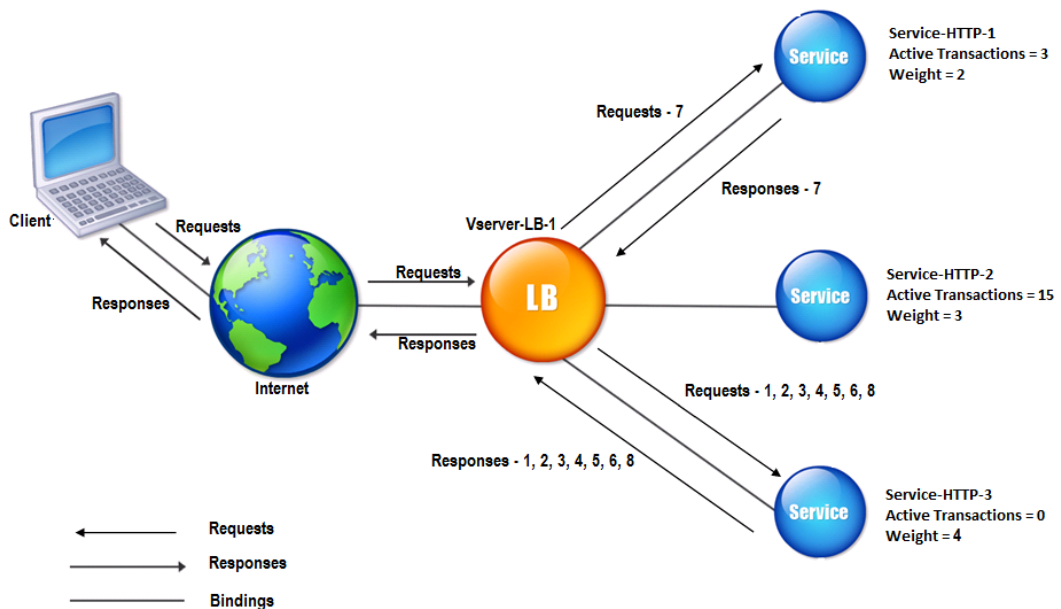 Service-HTTP-1
Active Transactions = 3
Weight = 2
Service
Requests - 7
Responses - 7
Client
Requests
Responses
Internet
Requests
Responses
Vserver-LB-1
LB
Service
Service-HTTP-2
Active Transactions = 15
Weight = 3
Requests - 1, 2, 3, 4, 5, 6, 8
Responses - 1, 2, 3, 4, 5, 6, 8
Service
Service-HTTP-3
Active Transactions = 0
Weight = 4
Requests
Responses
Bindings